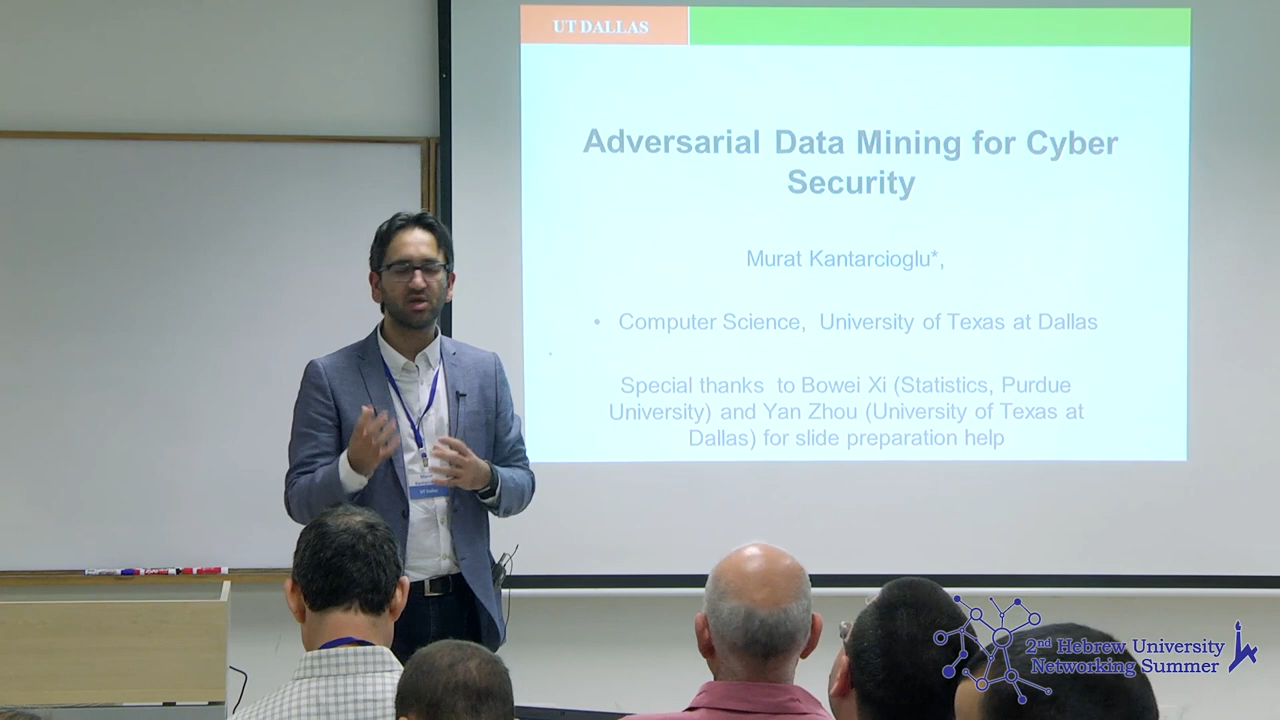 UT DALLAS
Adversarial Data Mining for Cyber
Security
Murat Kantarcioglu*,
• Computer Science, University of Texas at Dallas
Special thanks to Bowei Xi (Statistics, Purdue
University) and Yan Zhou (University of Texas at
Dallas) for slide preparation help
2nd Hebrew University
Networking Summer